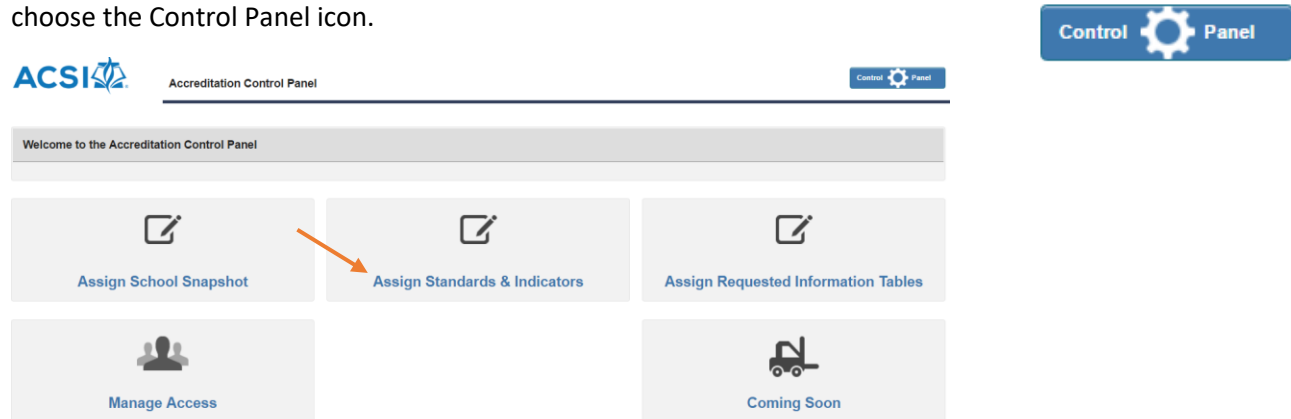 choose the Control Panel icon.
Control Panel
ACSI
Accreditation Control Panel
Control Panel
Welcome to the Accreditation Control Panel
Assign School Snapshot
Assign Standards & Indicators
Assign Requested Information Tables
Manage Access
Coming Soon